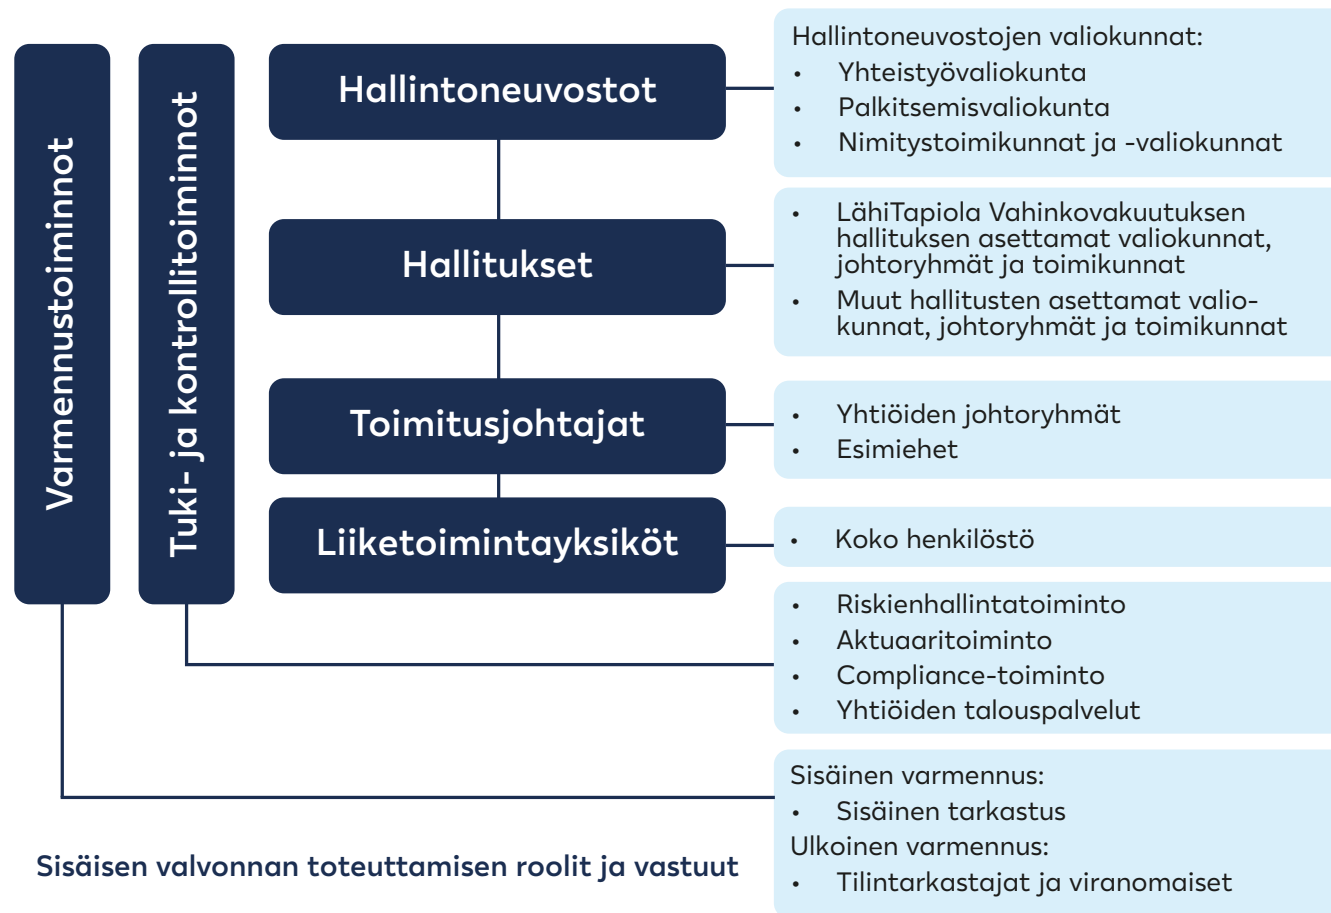 Varmennustoiminnot
Tuki- ja kontrollitoiminnot
Hallintoneuvostot
Hallintoneuvostojen valiokunnat:
• Yhteistyövaliokunta
• Palkitsemisvaliokunta
• Nimitystoimikunnat ja -valiokunnat
Hallitukset
• LähiTapiola Vahinkovakuutuksen
hallituksen asettamat valiokunnat,
johtoryhmät ja toimikunnat
• Muut hallitusten asettamat valio-
kunnat, johtoryhmät ja toimikunnat
Toimitusjohtajat
• Yhtiöiden johtoryhmät
• Esimiehet
Liiketoimintayksiköt
• Koko henkilöstö
• Riskienhallintatoiminto
• Aktuaaritoiminto
• Compliance-toiminto
• Yhtiöiden talouspalvelut
Sisäinen varmennus:
• Sisäinen tarkastus
Ulkoinen varmennus:
• Tilintarkastajat ja viranomaiset
Sisäisen valvonnan toteuttamisen roolit ja vastuut